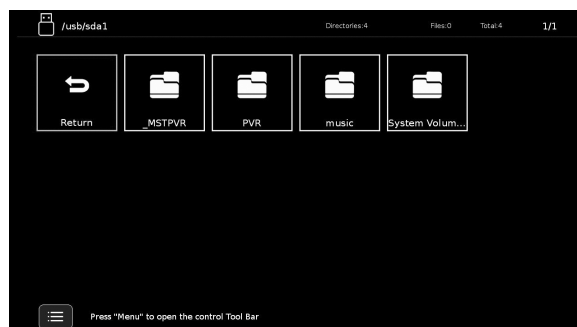 /usb/sda1 Directories:4 Files:0 Total:4 1/1
Return _MSTPVR PVR music System Volum...
Press "Menu" to open the control Tool Bar